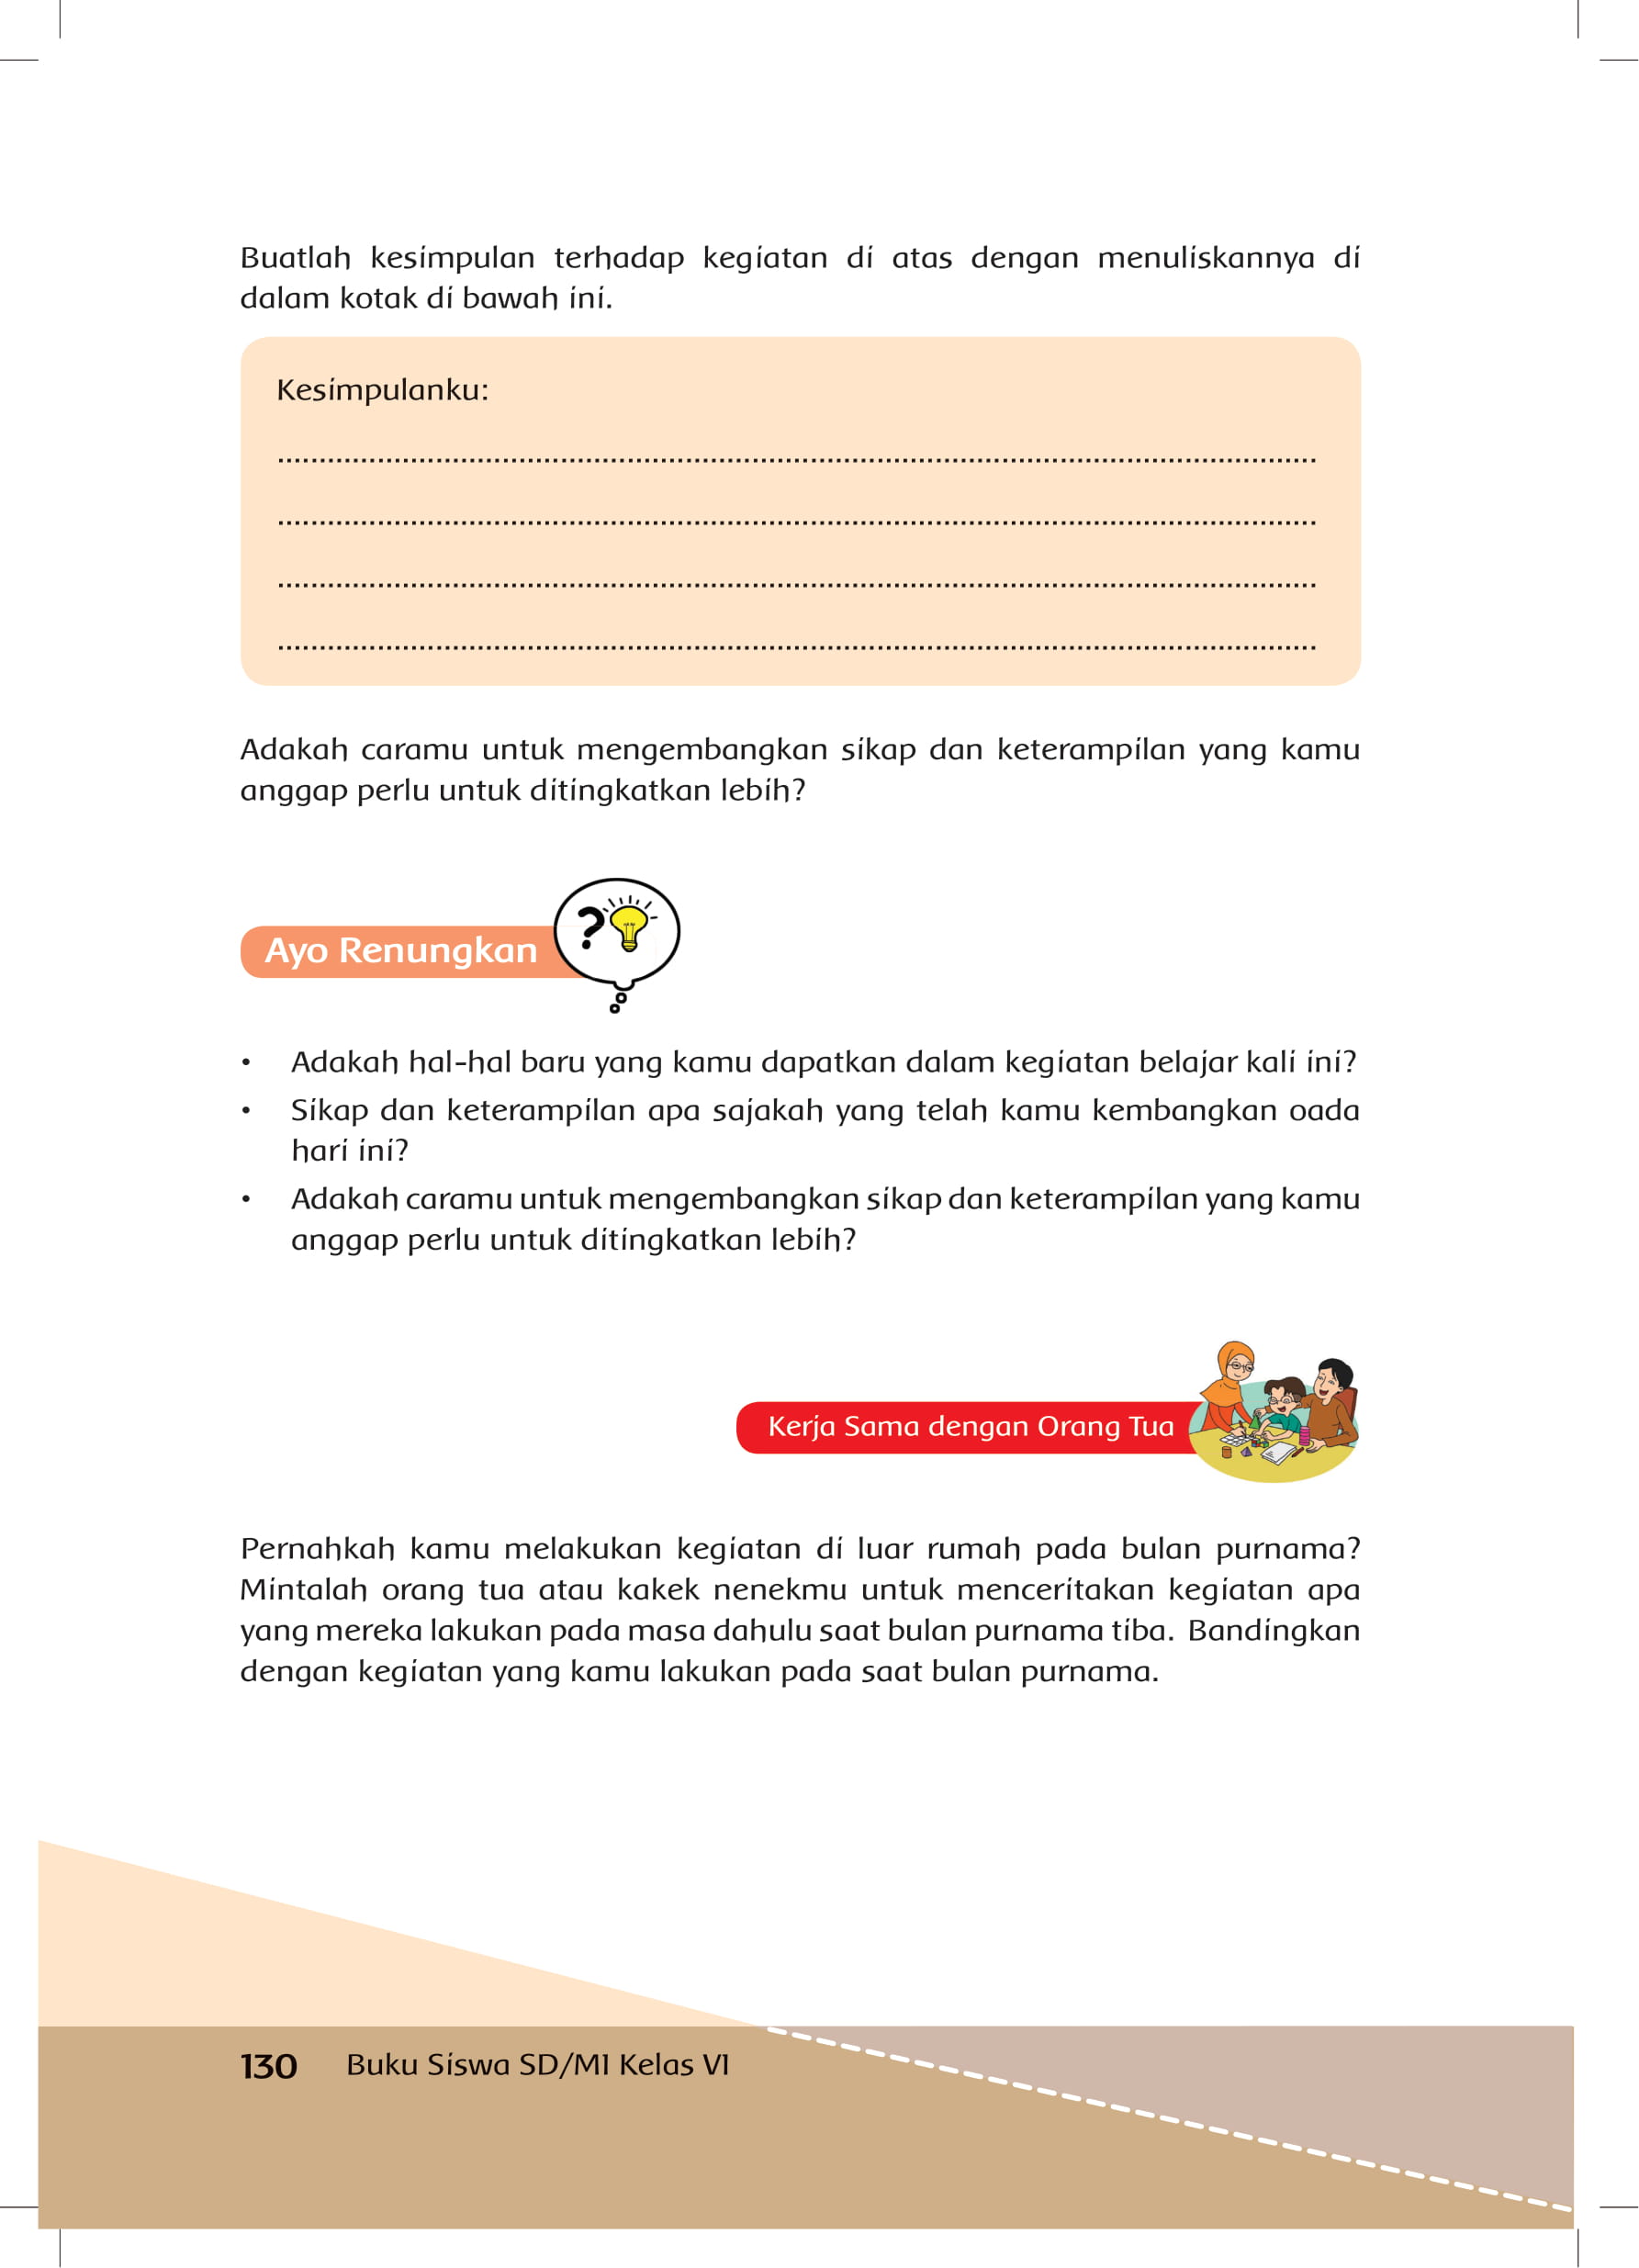 Buatlah kesimpulan terhadap kegiatan di atas dengan menuliskannya di
dalam kotak di bawah ini.
Kesimpulanku:
Adakah caramu untuk mengembangkan sikap dan keterampilan yang kamu
anggap perlu untuk ditingkatkan lebih?
Ayo Renungkan
?
• Adakah hal-hal baru yang kamu dapatkan dalam kegiatan belajar kali ini?
• Sikap dan keterampilan apa sajakah yang telah kamu kembangkan oada
hari ini?
• Adakah caramu untuk mengembangkan sikap dan keterampilan yang kamu
anggap perlu untuk ditingkatkan lebih?
Kerja Sama dengan Orang Tua
Pernahkah kamu melakukan kegiatan di luar rumah pada bulan purnama?
Mintalah orang tua atau kakek nenekmu untuk menceritakan kegiatan apa
yang mereka lakukan pada masa dahulu saat bulan purnama tiba. Bandingkan
dengan kegiatan yang kamu lakukan pada saat bulan purnama.
130 Buku Siswa SD/MI Kelas VI